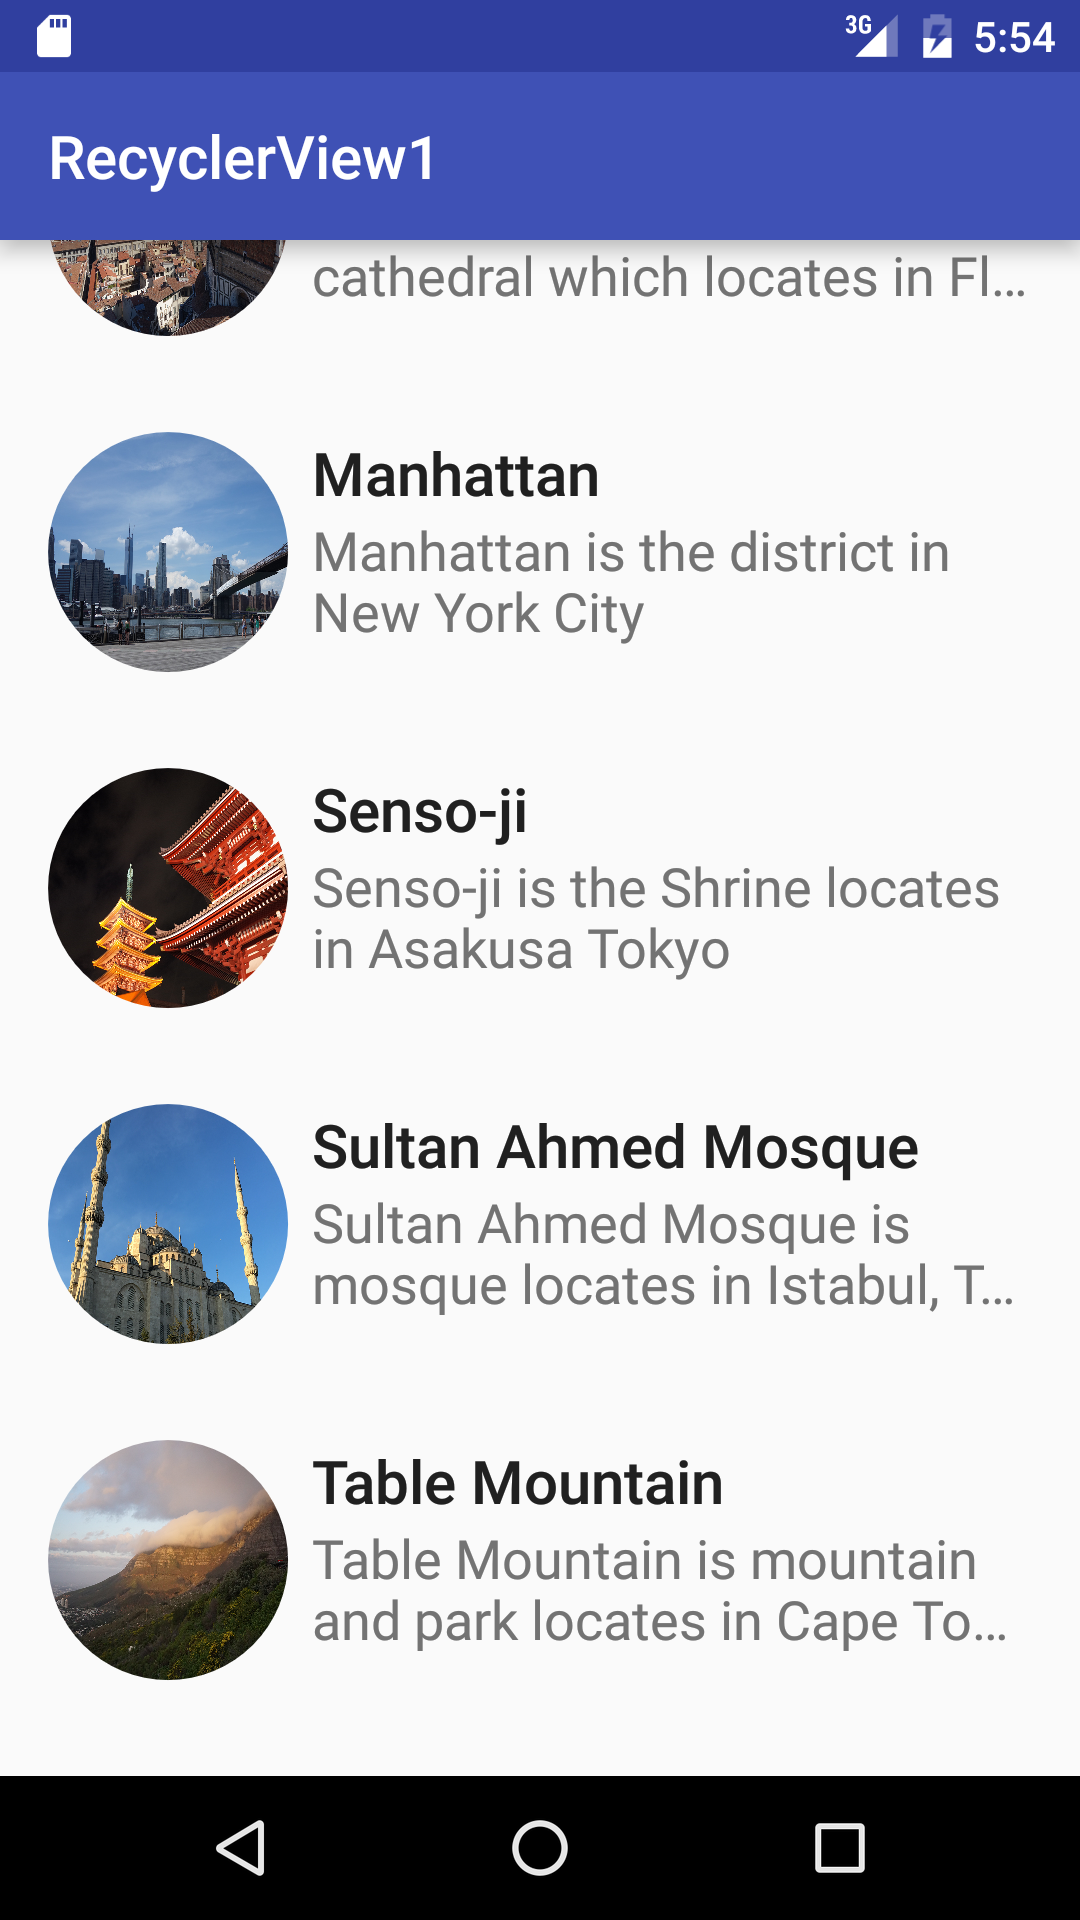 3G 5:54
RecyclerView1
cathedral which locates in Fl...
Manhattan
Manhattan is the district in
New York City
Senso-ji
Senso-ji is the Shrine locates
in Asakusa Tokyo
Sultan Ahmed Mosque
Sultan Ahmed Mosque is
mosque locates in Istabul, T...
Table Mountain
Table Mountain is mountain
and park locates in Cape To...